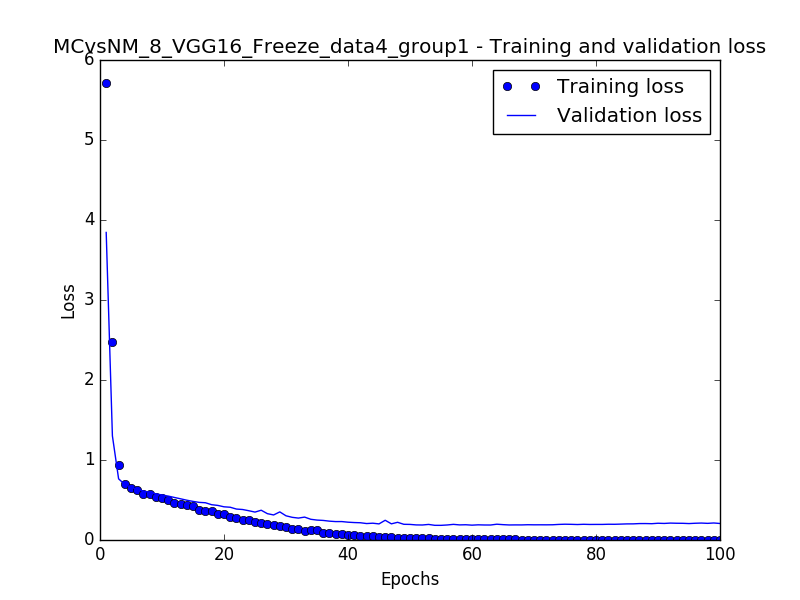 MCvsNM_8_VGG16_Freeze_data4_group1 - Training and validation loss
6
5
4
3
2
1
0
Loss
Training loss
Validation loss
0 20 40 60 80 100
Epochs